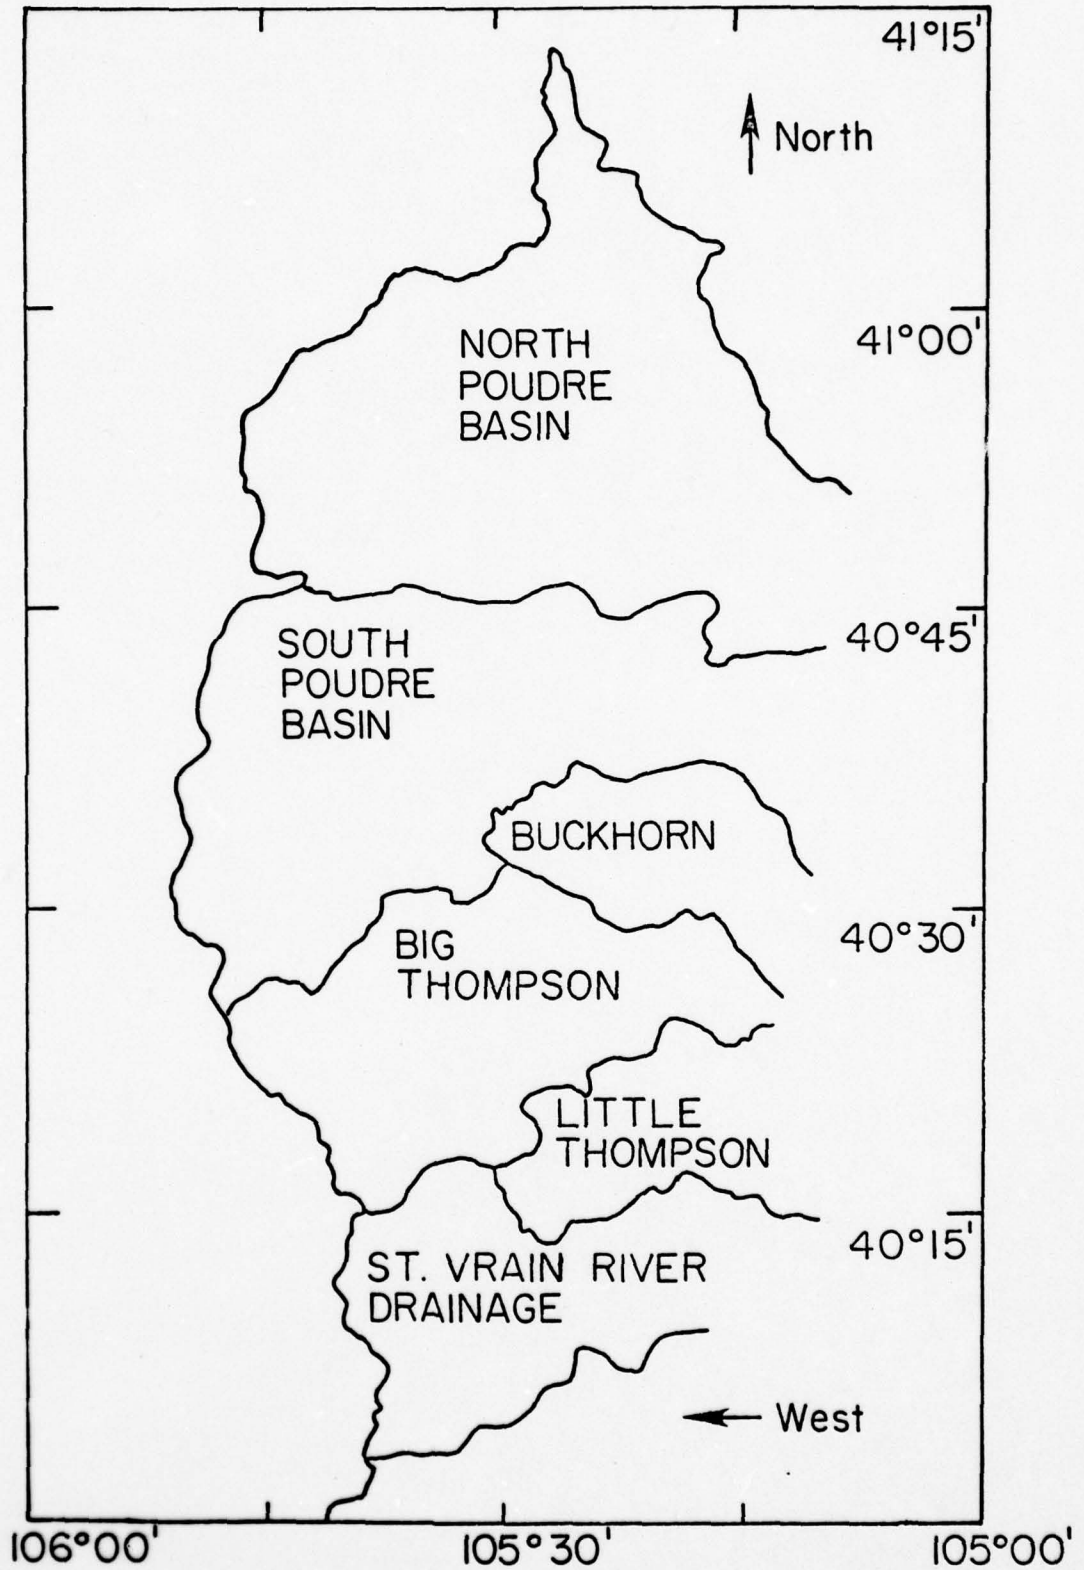 41°15'
North
41°00'
NORTH
POUDRE
BASIN
40°45'
SOUTH
POUDRE
BASIN
BUCKHORN
40°30'
BIG
THOMPSON
LITTLE
THOMPSON
40°15'
ST. VRAIN RIVER
DRAINAGE
West
106°00' 105°30' 105°00'